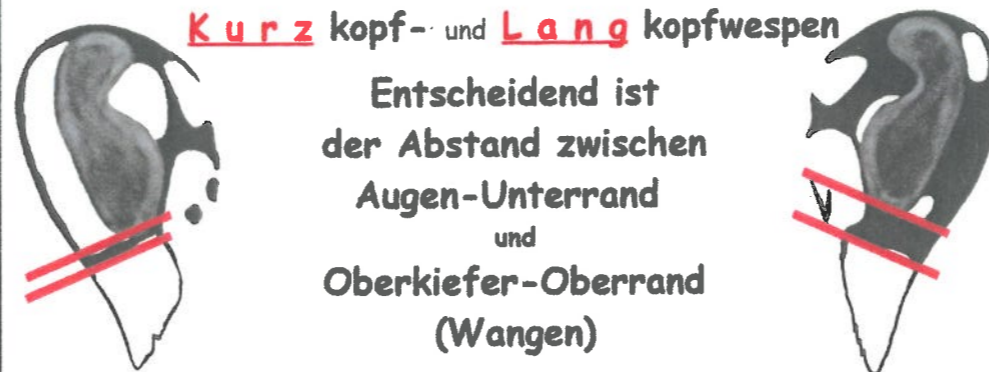 Kurz kopf- und Lang kopfwespen
Entscheidend ist
der Abstand zwischen
Augen-Unterrand
und
Oberkiefer-Oberrand
(Wangen)